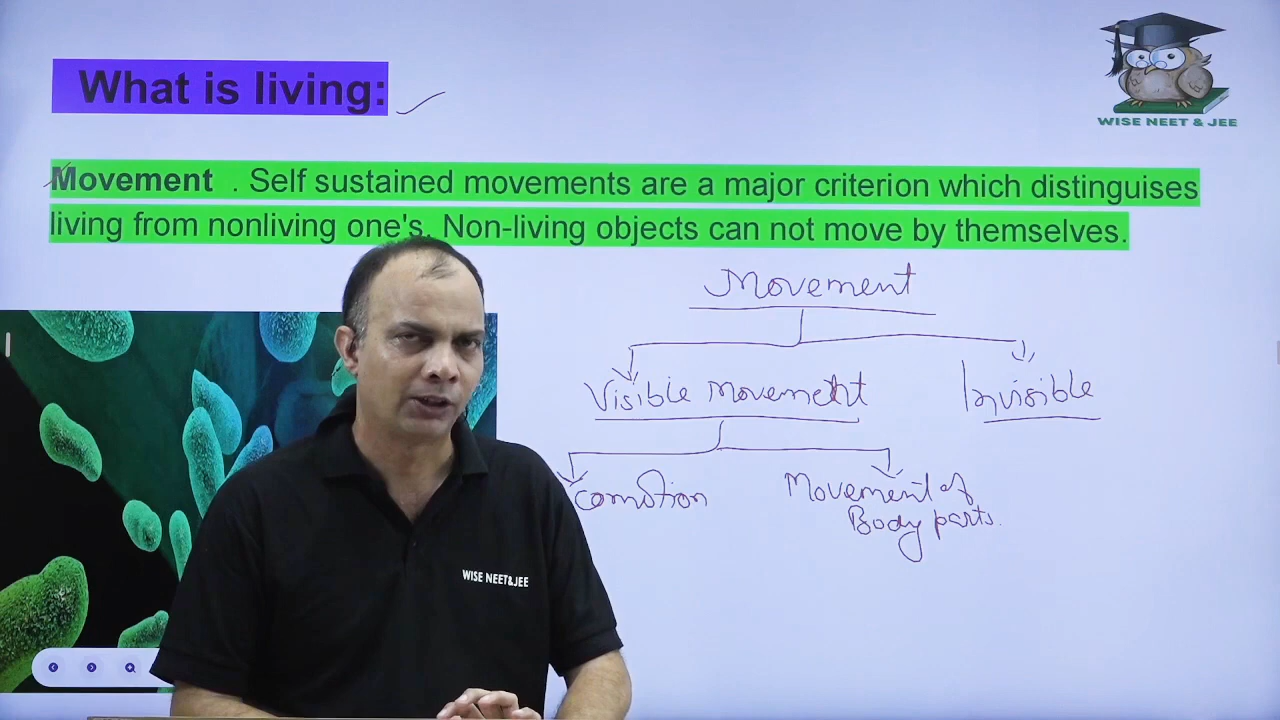 What is living:
WISE NEET & JEE
Movement . Self sustained movements are a major criterion which distinguises
living from nonliving one's. Non-living objects can not move by themselves.
Movement
Visible Movement
Invisible
comotion
Movement of
Body parts.
WISE NEET&JEE